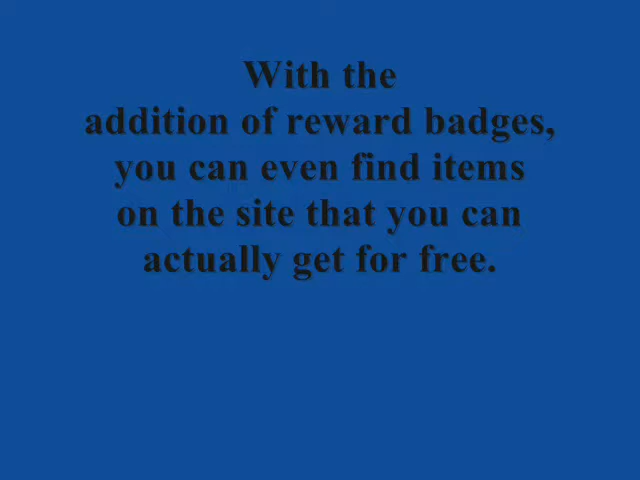 With the
addition of reward badges,
you can even find items
on the site that you can
actually get for free.